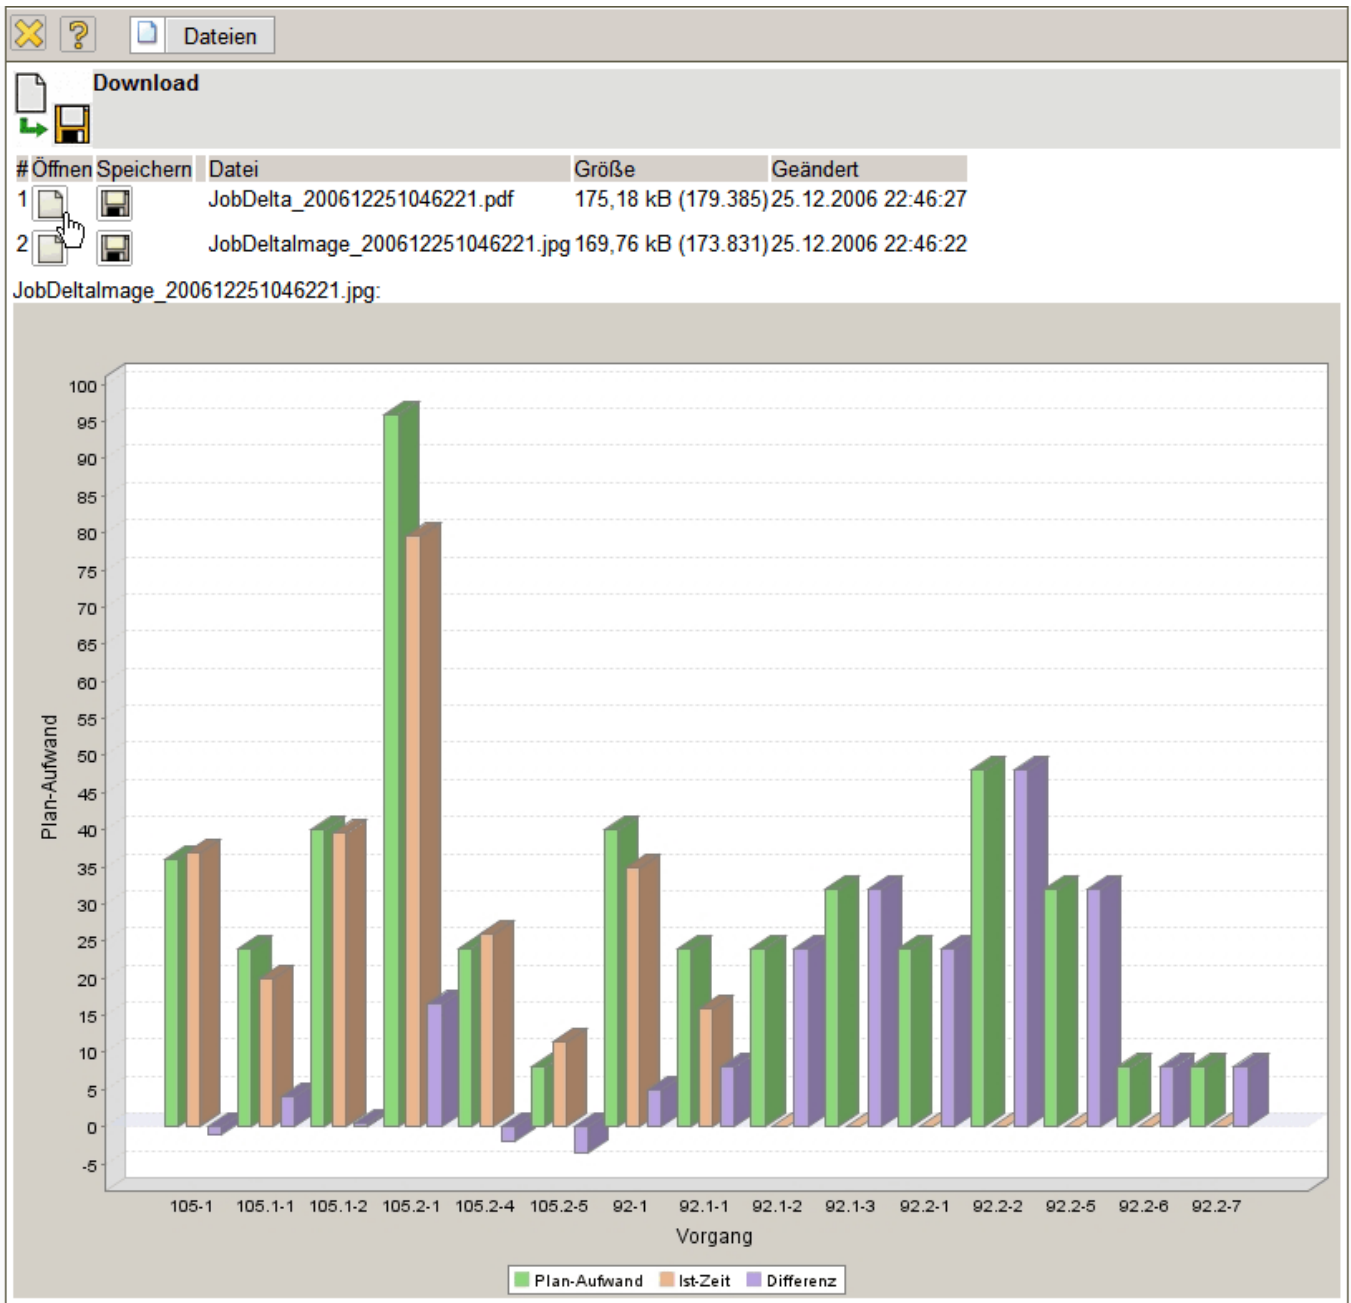 Dateien
Download
# Öffnen Speichern Datei Größe Geändert
1 JobDelta_200612251046221.pdf 175,18 kB (179.385) 25.12.2006 22:46:27
2 JobDeltaImage_200612251046221.jpg 169,76 kB (173.831) 25.12.2006 22:46:22
JobDeltaImage_200612251046221.jpg:
100
95
90
85
80
75
70
65
60
55
50
45
40
35
30
25
20
15
10
5
0
-5
Plan-Aufwand
105-1 105.1-1 105.1-2 105.2-1 105.2-4 105.2-5 92-1 92.1-1 92.1-2 92.1-3 92.2-1 92.2-2 92.2-5 92.2-6 92.2-7
Vorgang
Plan-Aufwand Ist-Zeit Differenz